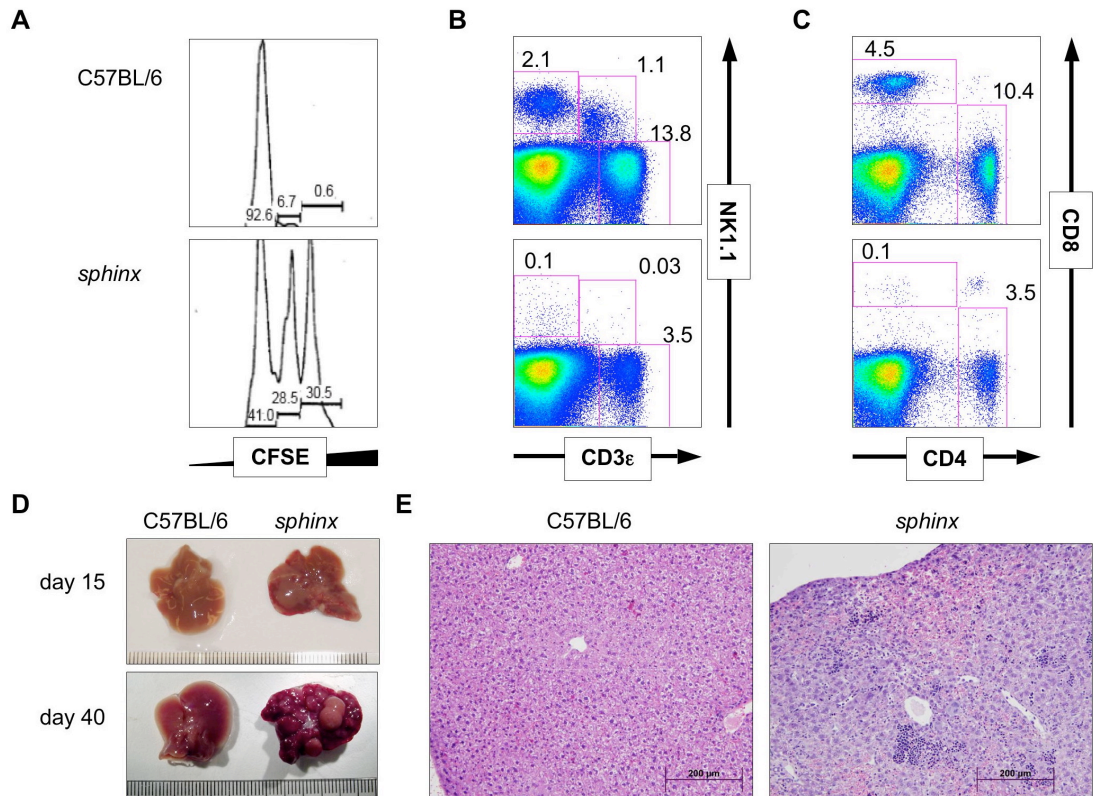 A
C57BL/6
92.6 6.7 0.6
sphinx
41.0 28.5 30.5
CFSE
B
2.1 1.1
13.8
0.1 0.03
3.5
NK1.1
CD3ε
C
4.5
10.4
0.1
3.5
CD8
CD4
D
C57BL/6 sphinx
day 15
day 40
E
C57BL/6 sphinx
200 µm
200 µm